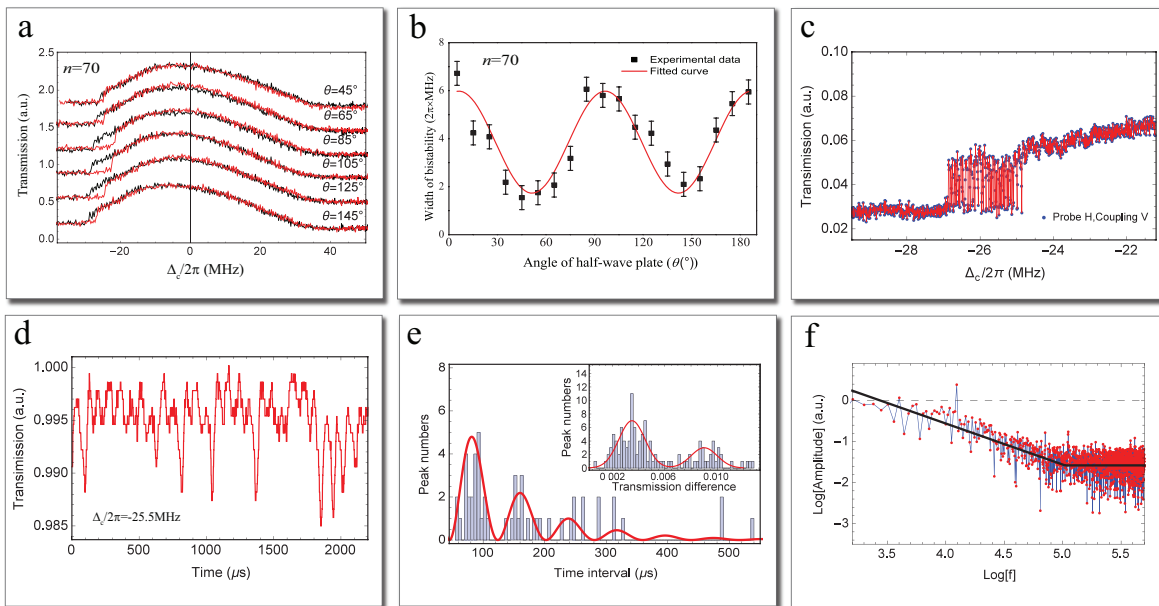 a
2.5
2.0
1.5
1.0
0.5
0.0
Transmission (a.u.)
n=70
θ=45°
θ=65°
θ=85°
θ=105°
θ=125°
θ=145°
−20 0 20 40
Δc/2π (MHz)
b
8
6
4
2
0
Width of bistability (2π×MHz)
n=70
Experimental data
Fitted curve
0 30 60 90 120 150 180
Angle of half-wave plate (θ(°)
c
0.10
0.08
0.06
0.04
0.02
Transimission (a.u.)
Probe H,Coupling V
−28 −26 −24 −22
Δc/2π (MHz)
d
1.000
0.995
0.990
0.985
Transmission (a.u.)
Δc/2π=-25.5MHz
0 500 1000 1500 2000
Time (μs)
e
8
6
4
2
0
Peak numbers
100 200 300 400 500
Time interval (μs)
14
12
10
8
6
4
2
0
Peak numbers
0.002 0.006 0.010
Transmission difference
f
0
−1
−2
−3
Log[Amplitude] (a.u.)
3.5 4.0 4.5 5.0 5.5
Log[f]